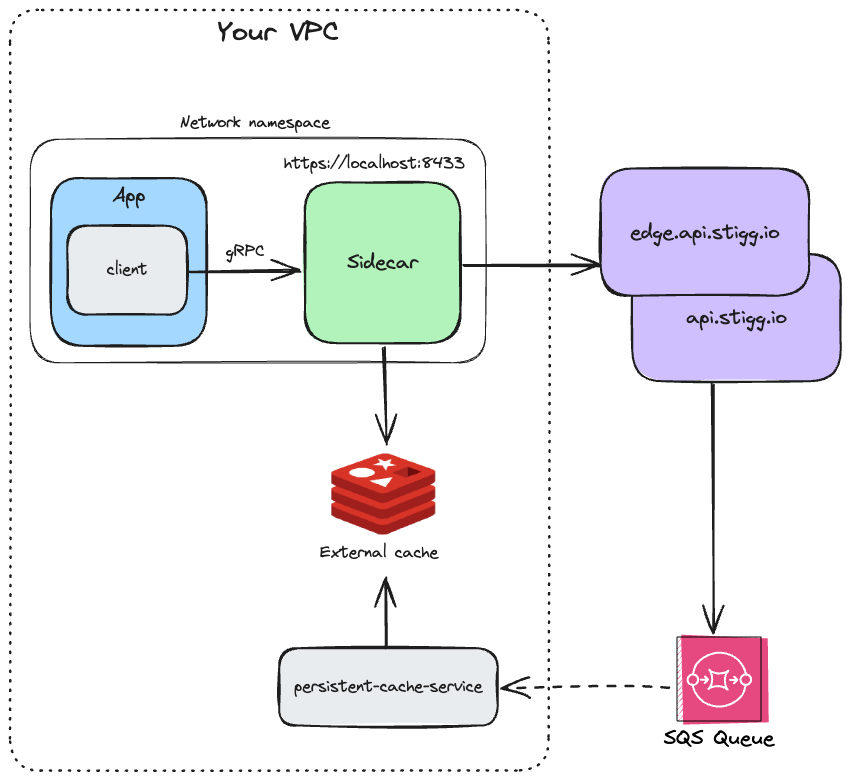 Your VPC
Network namespace
https://localhost:8433
App
client
gRPC
Sidecar
edge.api.stigg.io
api.stigg.io
External cache
persistent-cache-service
SQS Queue